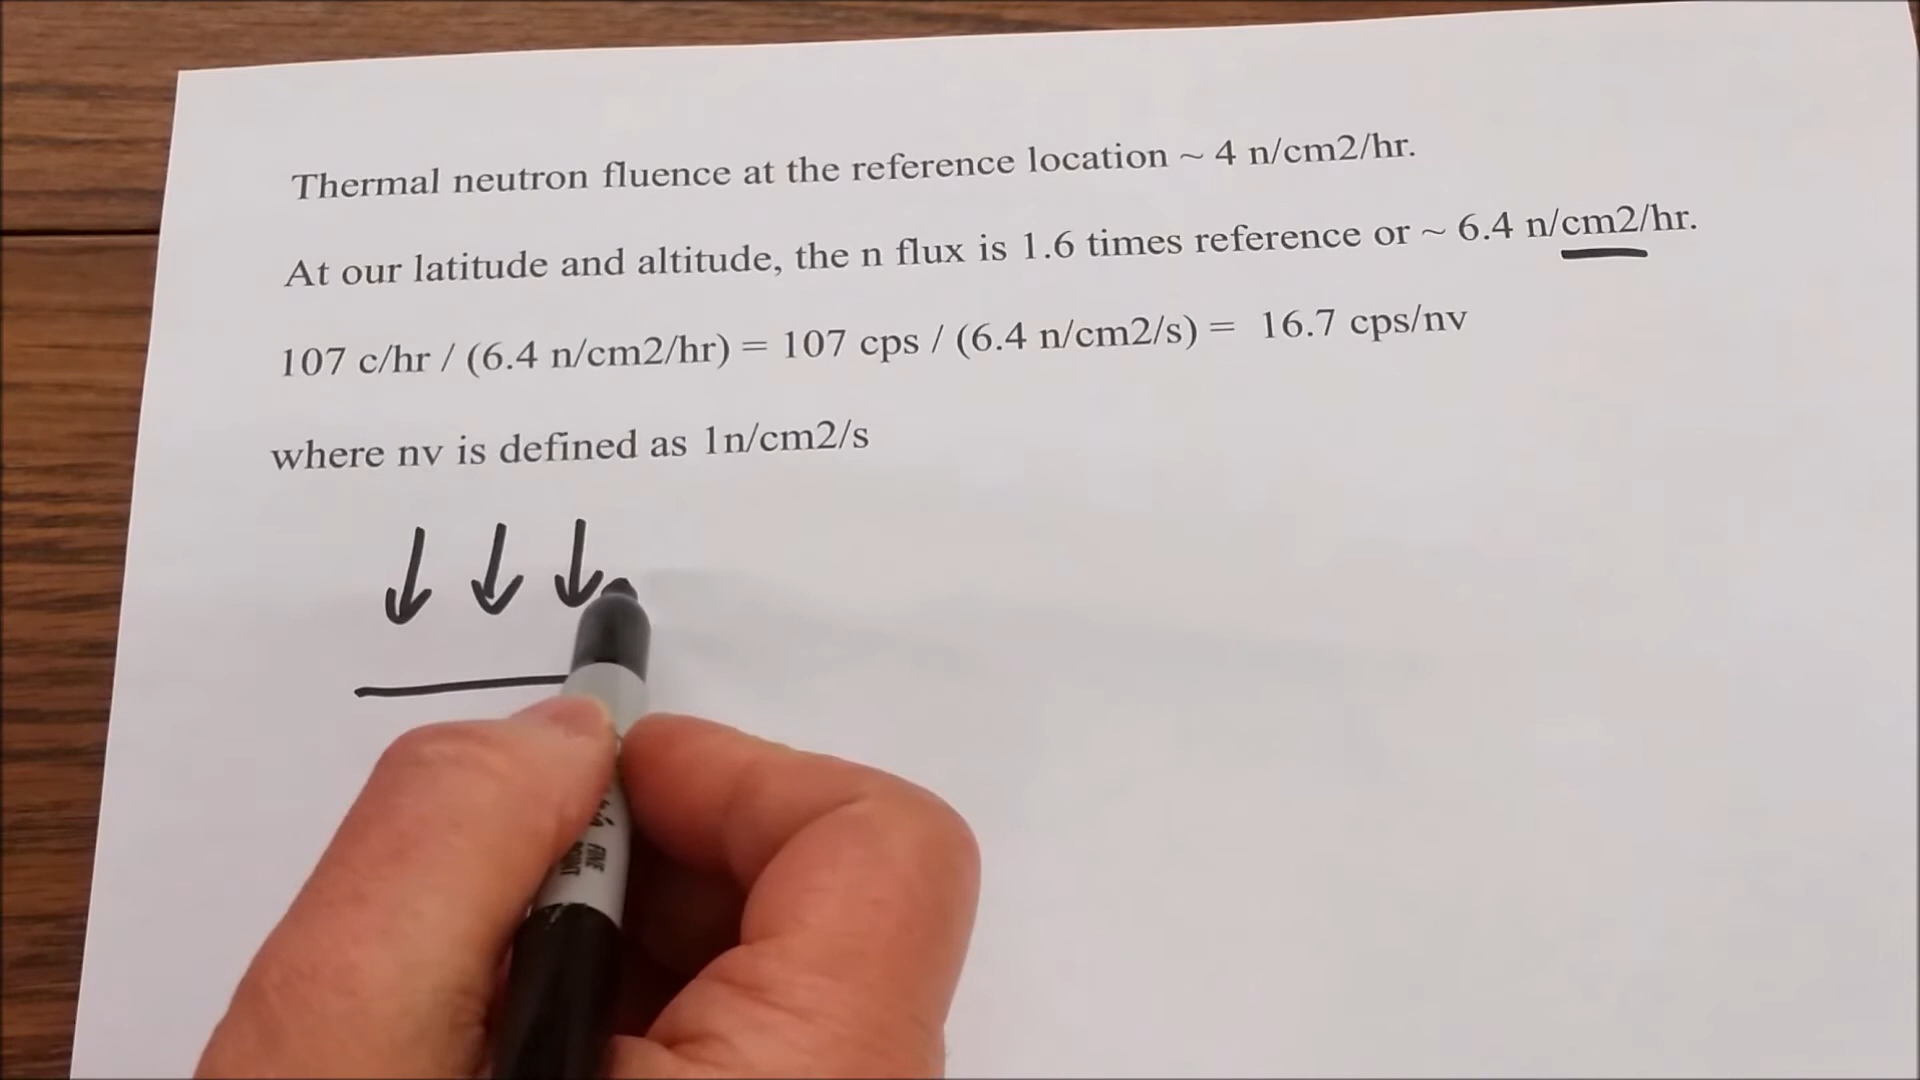 Thermal neutron fluence at the reference location ~ 4 n/cm2/hr.
At our latitude and altitude, the n flux is 1.6 times reference or ~ 6.4 n/cm2/hr.
107 c/hr / (6.4 n/cm2/hr) = 107 cps / (6.4 n/cm2/s) = 16.7 cps/nv
where nv is defined as 1n/cm2/s
FINE
POINT